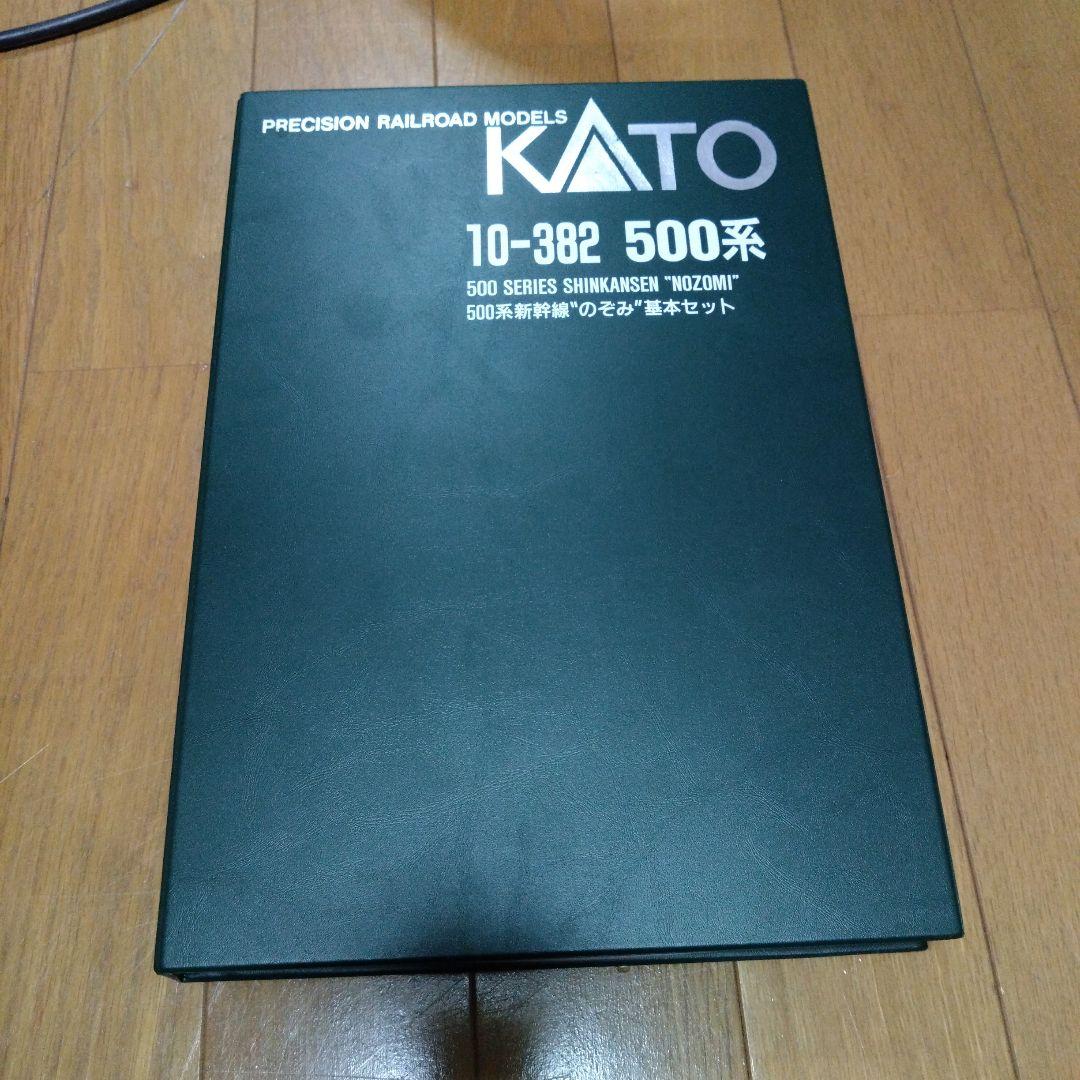 PRECISION RAILROAD MODELS
KATO
10-382 500系
500 SERIES SHINKANSEN "NOZOMI"
500系新幹線"のぞみ"基本セット